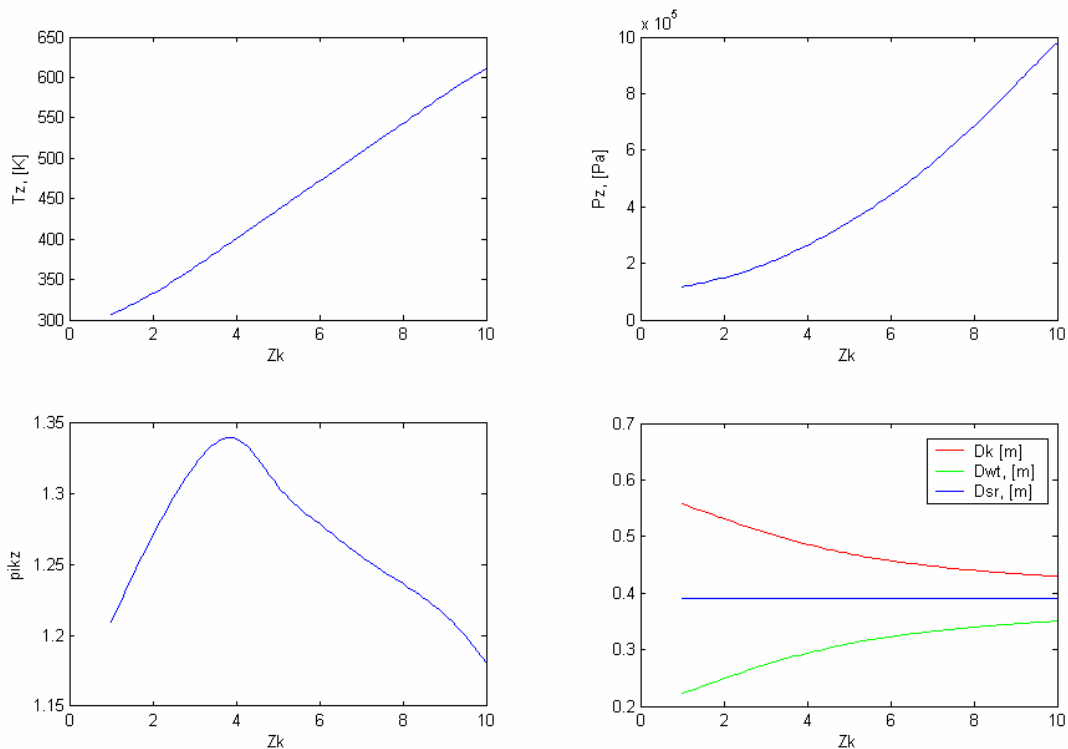 650
600
550
500
450
400
350
300
Tz, [K]
0 2 4 6 8 10
Zk
x 10^5
10
8
6
4
2
0
Pz, [Pa]
0 2 4 6 8 10
Zk
1.35
1.3
1.25
1.2
1.15
pikz
0 2 4 6 8 10
Zk
0.7
0.6
0.5
0.4
0.3
0.2
Dk [m]
Dwt, [m]
Dsr, [m]
0 2 4 6 8 10
Zk